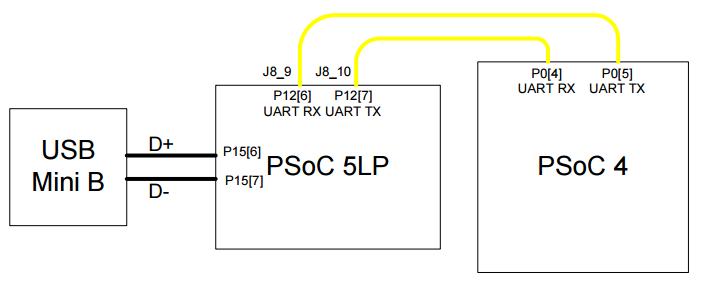 J8_9 J8_10
P12[6] P12[7]
UART RX UART TX
P0[4] P0[5]
UART RX UART TX
USB
Mini B
D+
D-
P15[6]
P15[7]
PSoC 5LP
PSoC 4